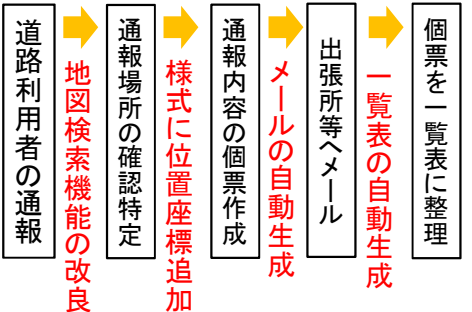 道路利用者の通報
地図検索機能の改良
通報場所の確認特定
様式に位置座標追加
通報内容の個票作成
メールの自動生成
出張所等へメール
一覧表の自動生成
個票を一覧表に整理